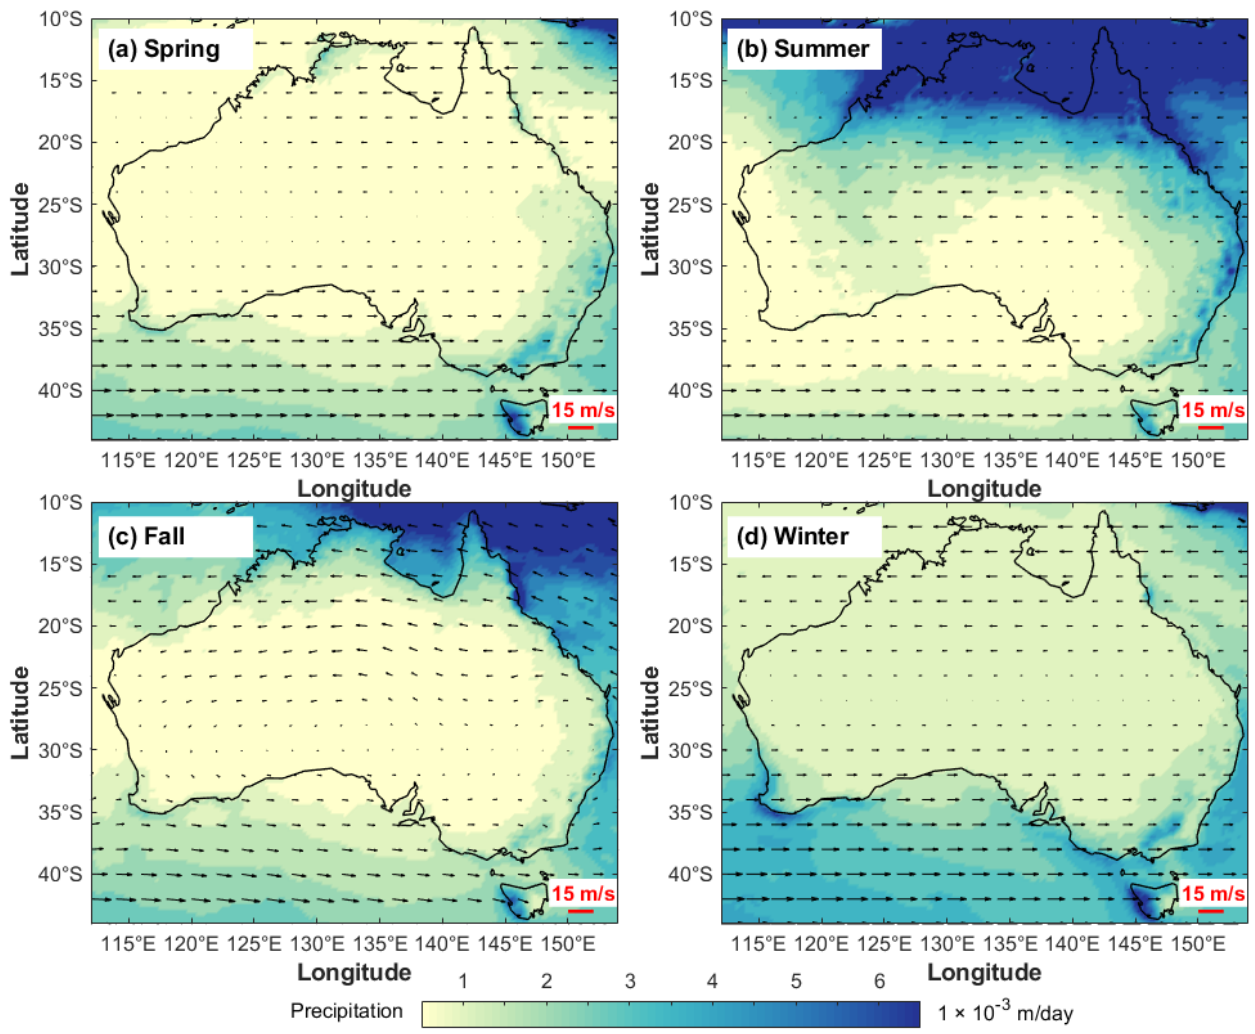 (a) Spring
10°S
15°S
20°S
25°S
30°S
35°S
40°S
Latitude
15 m/s
115°E 120°E 125°E 130°E 135°E 140°E 145°E 150°E
Longitude
(b) Summer
10°S
15°S
20°S
25°S
30°S
35°S
40°S
Latitude
15 m/s
115°E 120°E 125°E 130°E 135°E 140°E 145°E 150°E
Longitude
(c) Fall
10°S
15°S
20°S
25°S
30°S
35°S
40°S
Latitude
15 m/s
115°E 120°E 125°E 130°E 135°E 140°E 145°E 150°E
Longitude
(d) Winter
10°S
15°S
20°S
25°S
30°S
35°S
40°S
Latitude
15 m/s
115°E 120°E 125°E 130°E 135°E 140°E 145°E 150°E
Longitude
1 2 3 4 5 6
Precipitation 1 × 10⁻³ m/day